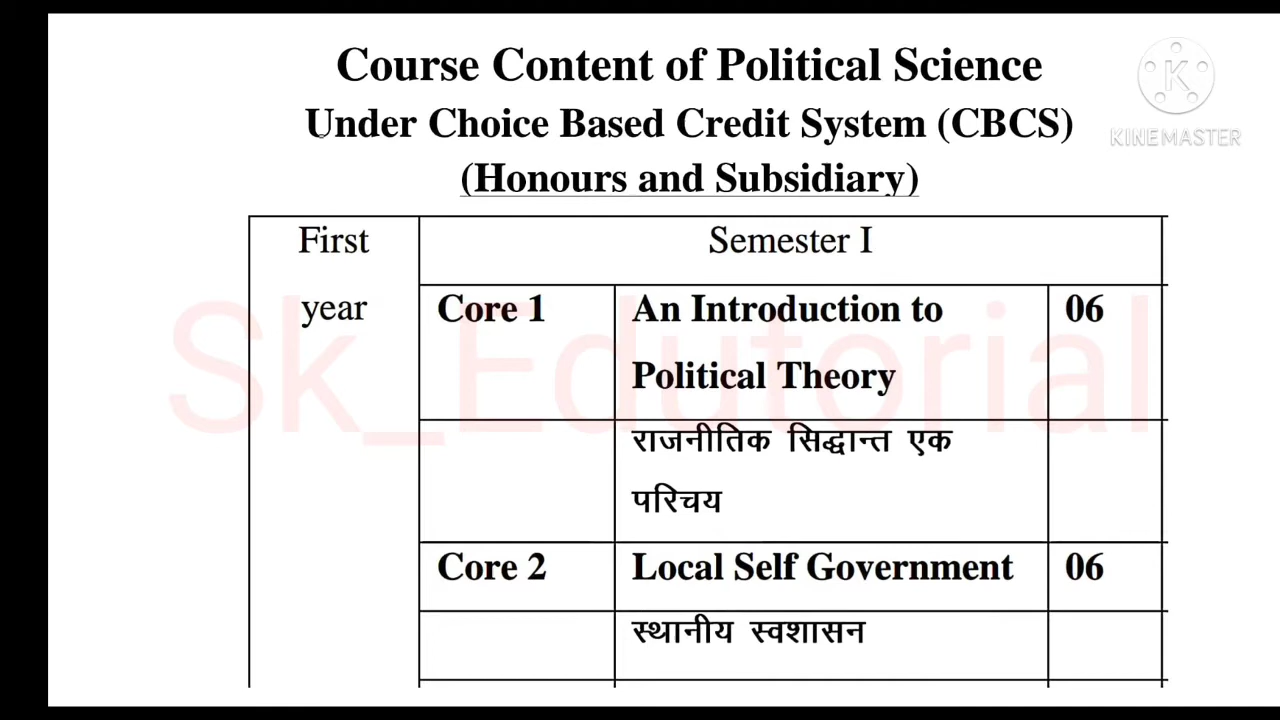 Course Content of Political Science
Under Choice Based Credit System (CBCS)
(Honours and Subsidiary)
K
KINEMASTER
First
year
Semester I
Core 1
An Introduction to
Political Theory
06
राजनीतिक सिद्धान्त एक
परिचय
Core 2
Local Self Government
06
स्थानीय स्वशासन
Sk_Edutorial